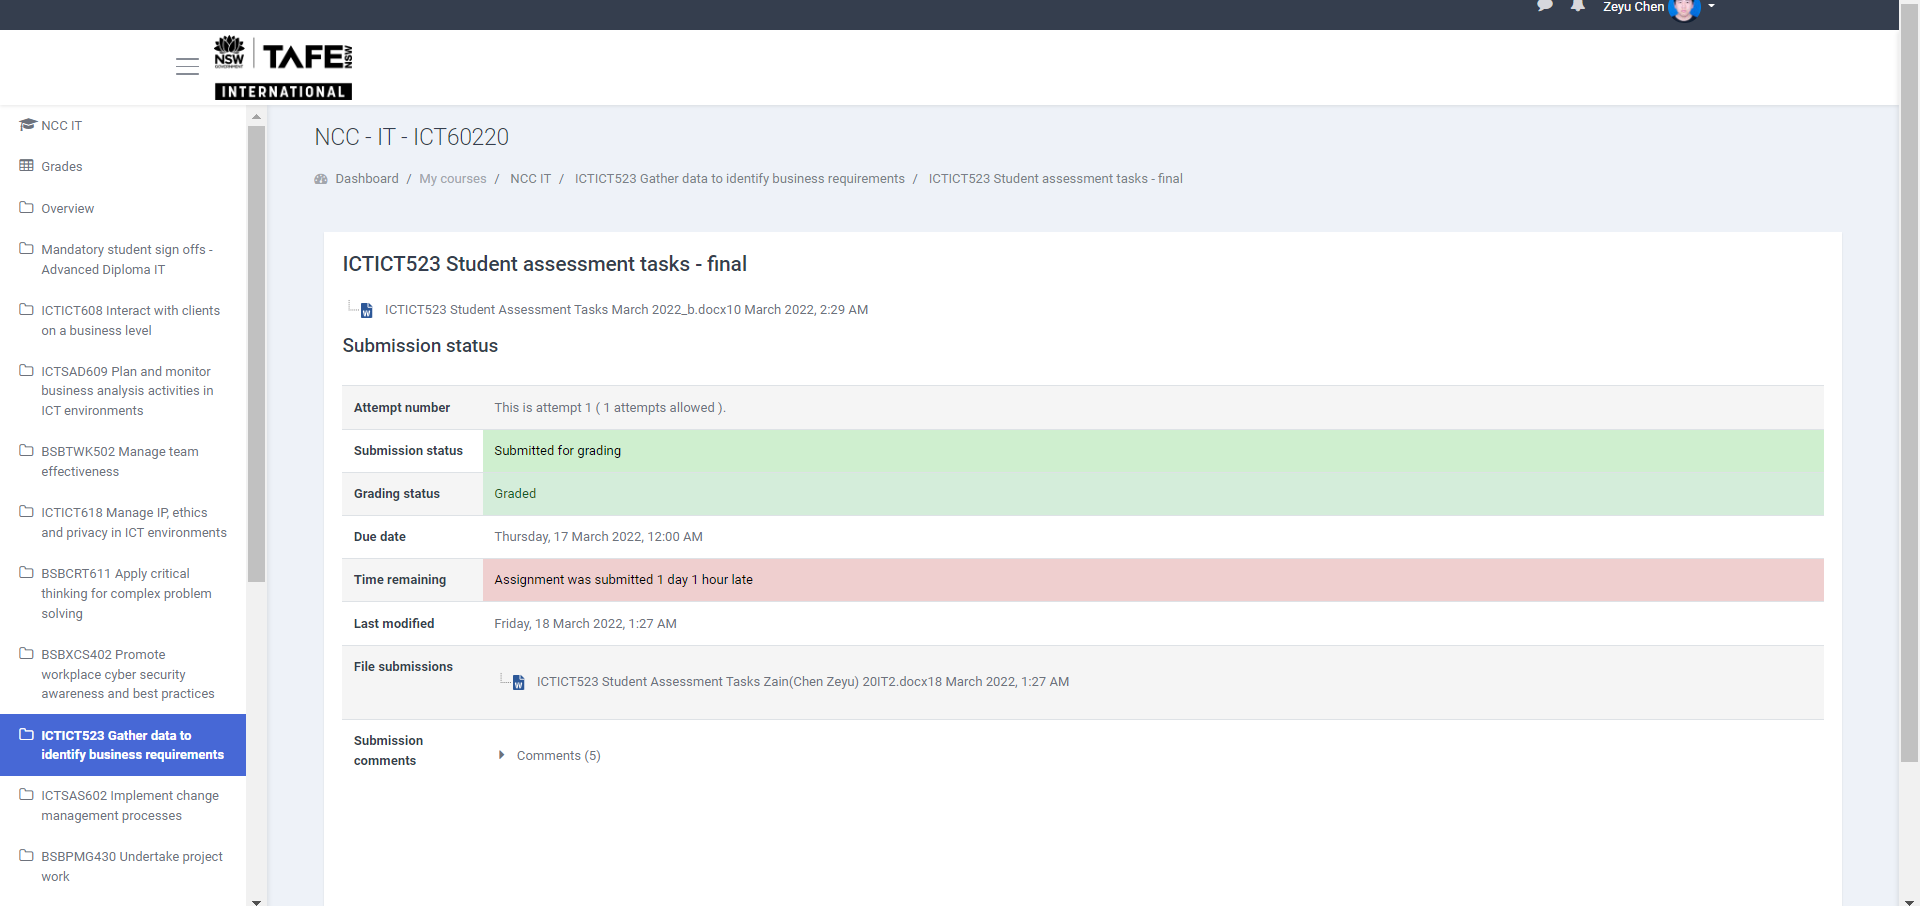 Zeyu Chen
NSW
GOVERNMENT
TAFE NSW
INTERNATIONAL
NCC IT
Grades
Overview
Mandatory student sign offs -
Advanced Diploma IT
ICTICT608 Interact with clients
on a business level
ICTSAD609 Plan and monitor
business analysis activities in
ICT environments
BSBTWK502 Manage team
effectiveness
ICTICT618 Manage IP, ethics
and privacy in ICT environments
BSBCRT611 Apply critical
thinking for complex problem
solving
BSBXCS402 Promote
workplace cyber security
awareness and best practices
ICTICT523 Gather data to
identify business requirements
ICTSAS602 Implement change
management processes
BSBPMG430 Undertake project
work
NCC - IT - ICT60220
Dashboard / My courses / NCC IT / ICTICT523 Gather data to identify business requirements / ICTICT523 Student assessment tasks - final
ICTICT523 Student assessment tasks - final
ICTICT523 Student Assessment Tasks March 2022_b.docx10 March 2022, 2:29 AM
Submission status
Attempt number This is attempt 1 ( 1 attempts allowed ).
Submission status Submitted for grading
Grading status Graded
Due date Thursday, 17 March 2022, 12:00 AM
Time remaining Assignment was submitted 1 day 1 hour late
Last modified Friday, 18 March 2022, 1:27 AM
File submissions
ICTICT523 Student Assessment Tasks Zain(Chen Zeyu) 20IT2.docx18 March 2022, 1:27 AM
Submission
comments
Comments (5)